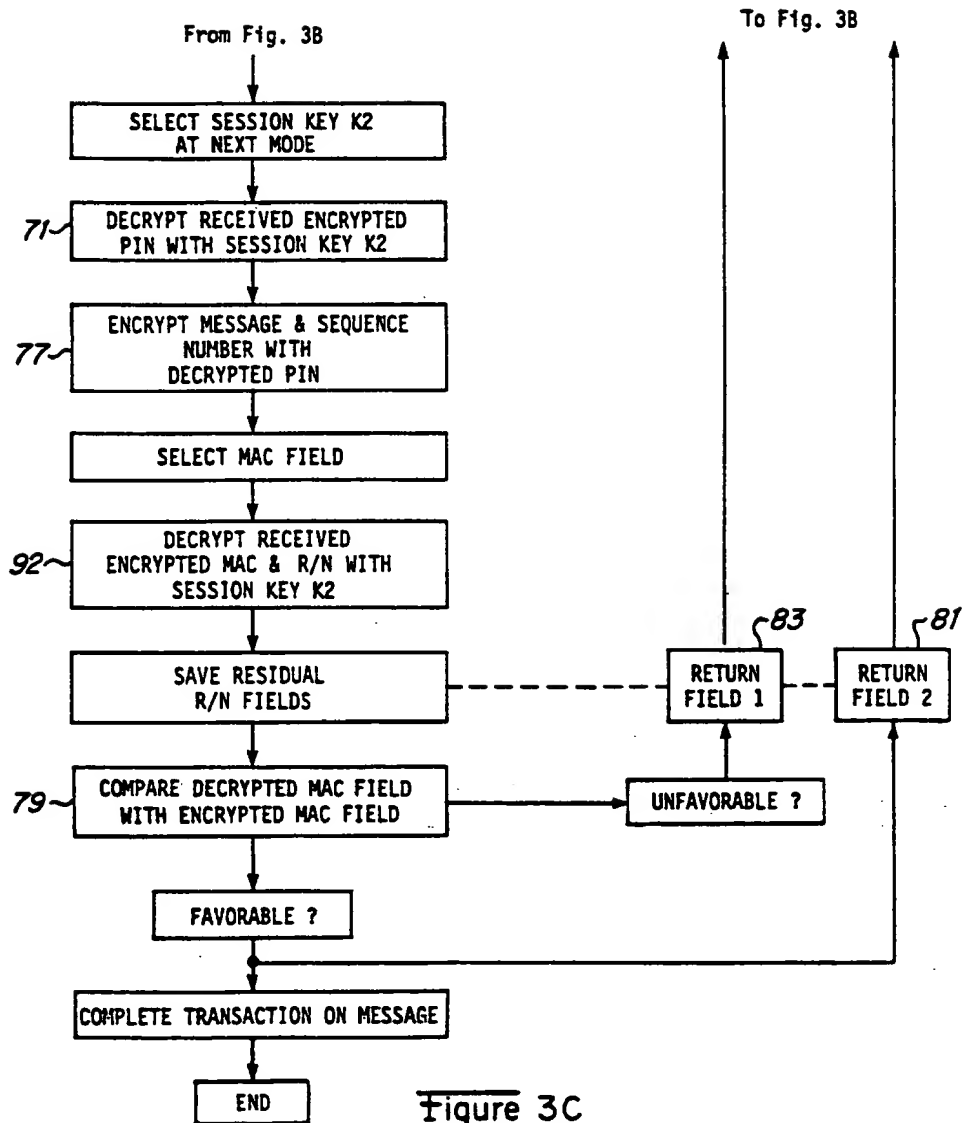 From Fig. 3B
To Fig. 3B
SELECT SESSION KEY K2
AT NEXT MODE
71
DECRYPT RECEIVED ENCRYPTED
PIN WITH SESSION KEY K2
77
ENCRYPT MESSAGE & SEQUENCE
NUMBER WITH
DECRYPTED PIN
SELECT MAC FIELD
92
DECRYPT RECEIVED
ENCRYPTED MAC & R/N WITH
SESSION KEY K2
SAVE RESIDUAL
R/N FIELDS
83
RETURN
FIELD 1
81
RETURN
FIELD 2
79
COMPARE DECRYPTED MAC FIELD
WITH ENCRYPTED MAC FIELD
UNFAVORABLE ?
FAVORABLE ?
COMPLETE TRANSACTION ON MESSAGE
END
Figure 3C